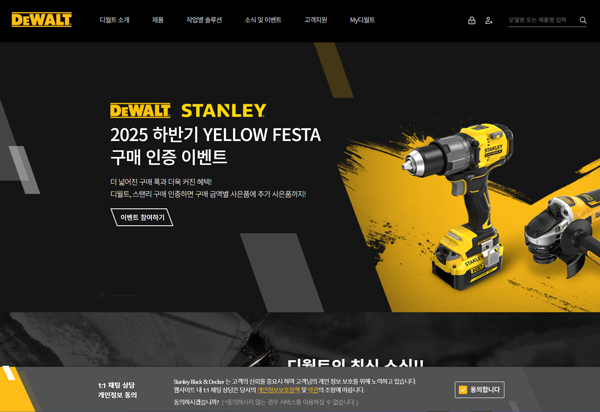 DEWALT
디월트 소개 제품 작업별 솔루션 소식 및 이벤트 고객지원 My디월트
모델명 또는 제품명 입력
DEWALT STANLEY
2025 하반기 YELLOW FESTA
구매 인증 이벤트
더 넓어진 구매 폭과 더욱 커진 혜택!
디월트, 스탠리 구매 인증하면 구매 금액별 사은품에 추가 사은품까지!
이벤트 참여하기
STANLEY
STANLEY
디월트의 최신 소식!!
1:1 채팅 상담
개인정보 동의
Stanley Black & Decker 는 고객의 신뢰를 중요시 하며 고객님의 개인 정보 보호를 위해 노력하고 있습니다.
웹사이트 내 1:1 채팅 상담은 당사의 개인정보보호정책 및 약관의 조항에 따릅니다.
동의하시겠습니까? ( *동의하시지 않는 경우 서비스를 이용하실 수 없습니다. )
동의합니다